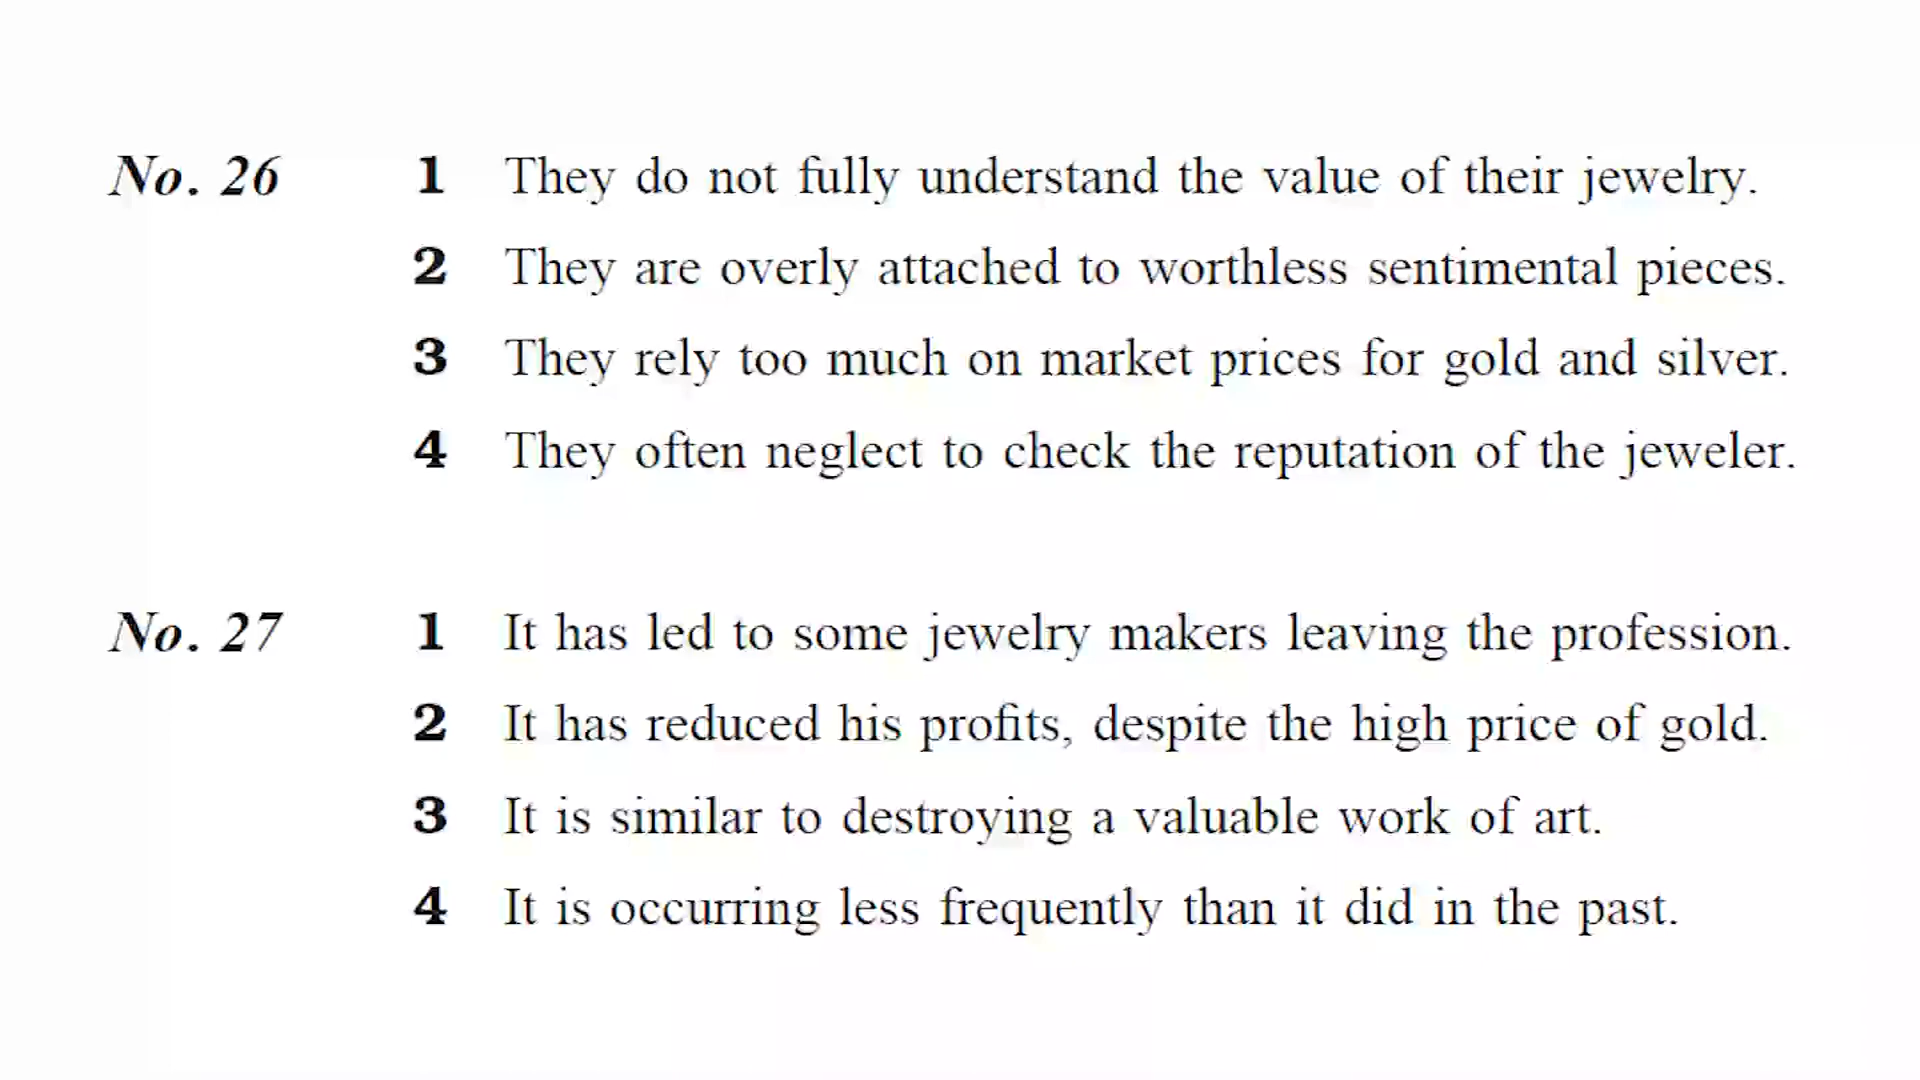 No. 26 1 They do not fully understand the value of their jewelry.
2 They are overly attached to worthless sentimental pieces.
3 They rely too much on market prices for gold and silver.
4 They often neglect to check the reputation of the jeweler.
No. 27 1 It has led to some jewelry makers leaving the profession.
2 It has reduced his profits, despite the high price of gold.
3 It is similar to destroying a valuable work of art.
4 It is occurring less frequently than it did in the past.